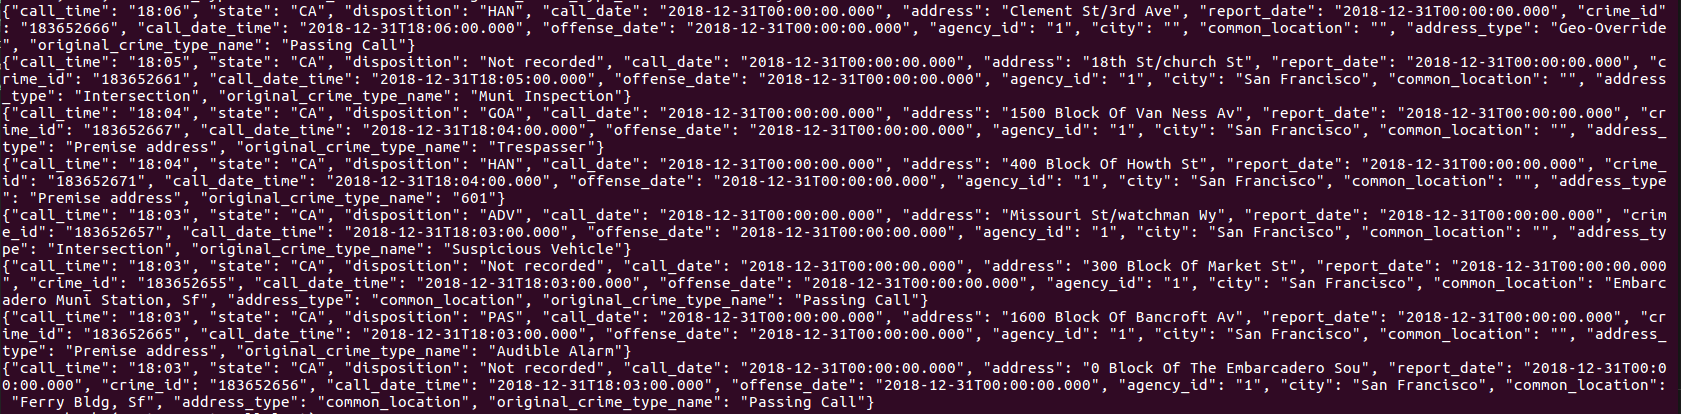 {"call_time": "18:06", "state": "CA", "disposition": "HAN", "call_date": "2018-12-31T00:00:00.000", "address": "Clement St/3rd Ave", "report_date": "2018-12-31T00:00:00.000", "crime_id"
: "183652666", "call_date_time": "2018-12-31T18:06:00.000", "offense_date": "2018-12-31T00:00:00.000", "agency_id": "1", "city": "", "common_location": "", "address_type": "Geo-Override
", "original_crime_type_name": "Passing Call"}
{"call_time": "18:05", "state": "CA", "disposition": "Not recorded", "call_date": "2018-12-31T00:00:00.000", "address": "18th St/church St", "report_date": "2018-12-31T00:00:00.000", "c
rime_id": "183652661", "call_date_time": "2018-12-31T18:05:00.000", "offense_date": "2018-12-31T00:00:00.000", "agency_id": "1", "city": "San Francisco", "common_location": "", "address
_type": "Intersection", "original_crime_type_name": "Muni Inspection"}
{"call_time": "18:04", "state": "CA", "disposition": "GOA", "call_date": "2018-12-31T00:00:00.000", "address": "1500 Block Of Van Ness Av", "report_date": "2018-12-31T00:00:00.000", "cr
ime_id": "183652667", "call_date_time": "2018-12-31T18:04:00.000", "offense_date": "2018-12-31T00:00:00.000", "agency_id": "1", "city": "San Francisco", "common_location": "", "address_
type": "Premise address", "original_crime_type_name": "Trespasser"}
{"call_time": "18:04", "state": "CA", "disposition": "HAN", "call_date": "2018-12-31T00:00:00.000", "address": "400 Block Of Howth St", "report_date": "2018-12-31T00:00:00.000", "crime_
id": "183652671", "call_date_time": "2018-12-31T18:04:00.000", "offense_date": "2018-12-31T00:00:00.000", "agency_id": "1", "city": "San Francisco", "common_location": "", "address_type
": "Premise address", "original_crime_type_name": "601"}
{"call_time": "18:03", "state": "CA", "disposition": "ADV", "call_date": "2018-12-31T00:00:00.000", "address": "Missouri St/watchman Wy", "report_date": "2018-12-31T00:00:00.000", "crim
e_id": "183652657", "call_date_time": "2018-12-31T18:03:00.000", "offense_date": "2018-12-31T00:00:00.000", "agency_id": "1", "city": "San Francisco", "common_location": "", "address_ty
pe": "Intersection", "original_crime_type_name": "Suspicious Vehicle"}
{"call_time": "18:03", "state": "CA", "disposition": "Not recorded", "call_date": "2018-12-31T00:00:00.000", "address": "300 Block Of Market St", "report_date": "2018-12-31T00:00:00.000
", "crime_id": "183652655", "call_date_time": "2018-12-31T18:03:00.000", "offense_date": "2018-12-31T00:00:00.000", "agency_id": "1", "city": "San Francisco", "common_location": "Embarc
adero Muni Station, Sf", "address_type": "common_location", "original_crime_type_name": "Passing Call"}
{"call_time": "18:03", "state": "CA", "disposition": "PAS", "call_date": "2018-12-31T00:00:00.000", "address": "1600 Block Of Bancroft Av", "report_date": "2018-12-31T00:00:00.000", "cr
ime_id": "183652665", "call_date_time": "2018-12-31T18:03:00.000", "offense_date": "2018-12-31T00:00:00.000", "agency_id": "1", "city": "San Francisco", "common_location": "", "address_
type": "Premise address", "original_crime_type_name": "Audible Alarm"}
{"call_time": "18:03", "state": "CA", "disposition": "Not recorded", "call_date": "2018-12-31T00:00:00.000", "address": "0 Block Of The Embarcadero Sou", "report_date": "2018-12-31T00:0
0:00.000", "crime_id": "183652656", "call_date_time": "2018-12-31T18:03:00.000", "offense_date": "2018-12-31T00:00:00.000", "agency_id": "1", "city": "San Francisco", "common_location":
 "Ferry Bldg, Sf", "address_type": "common_location", "original_crime_type_name": "Passing Call"}